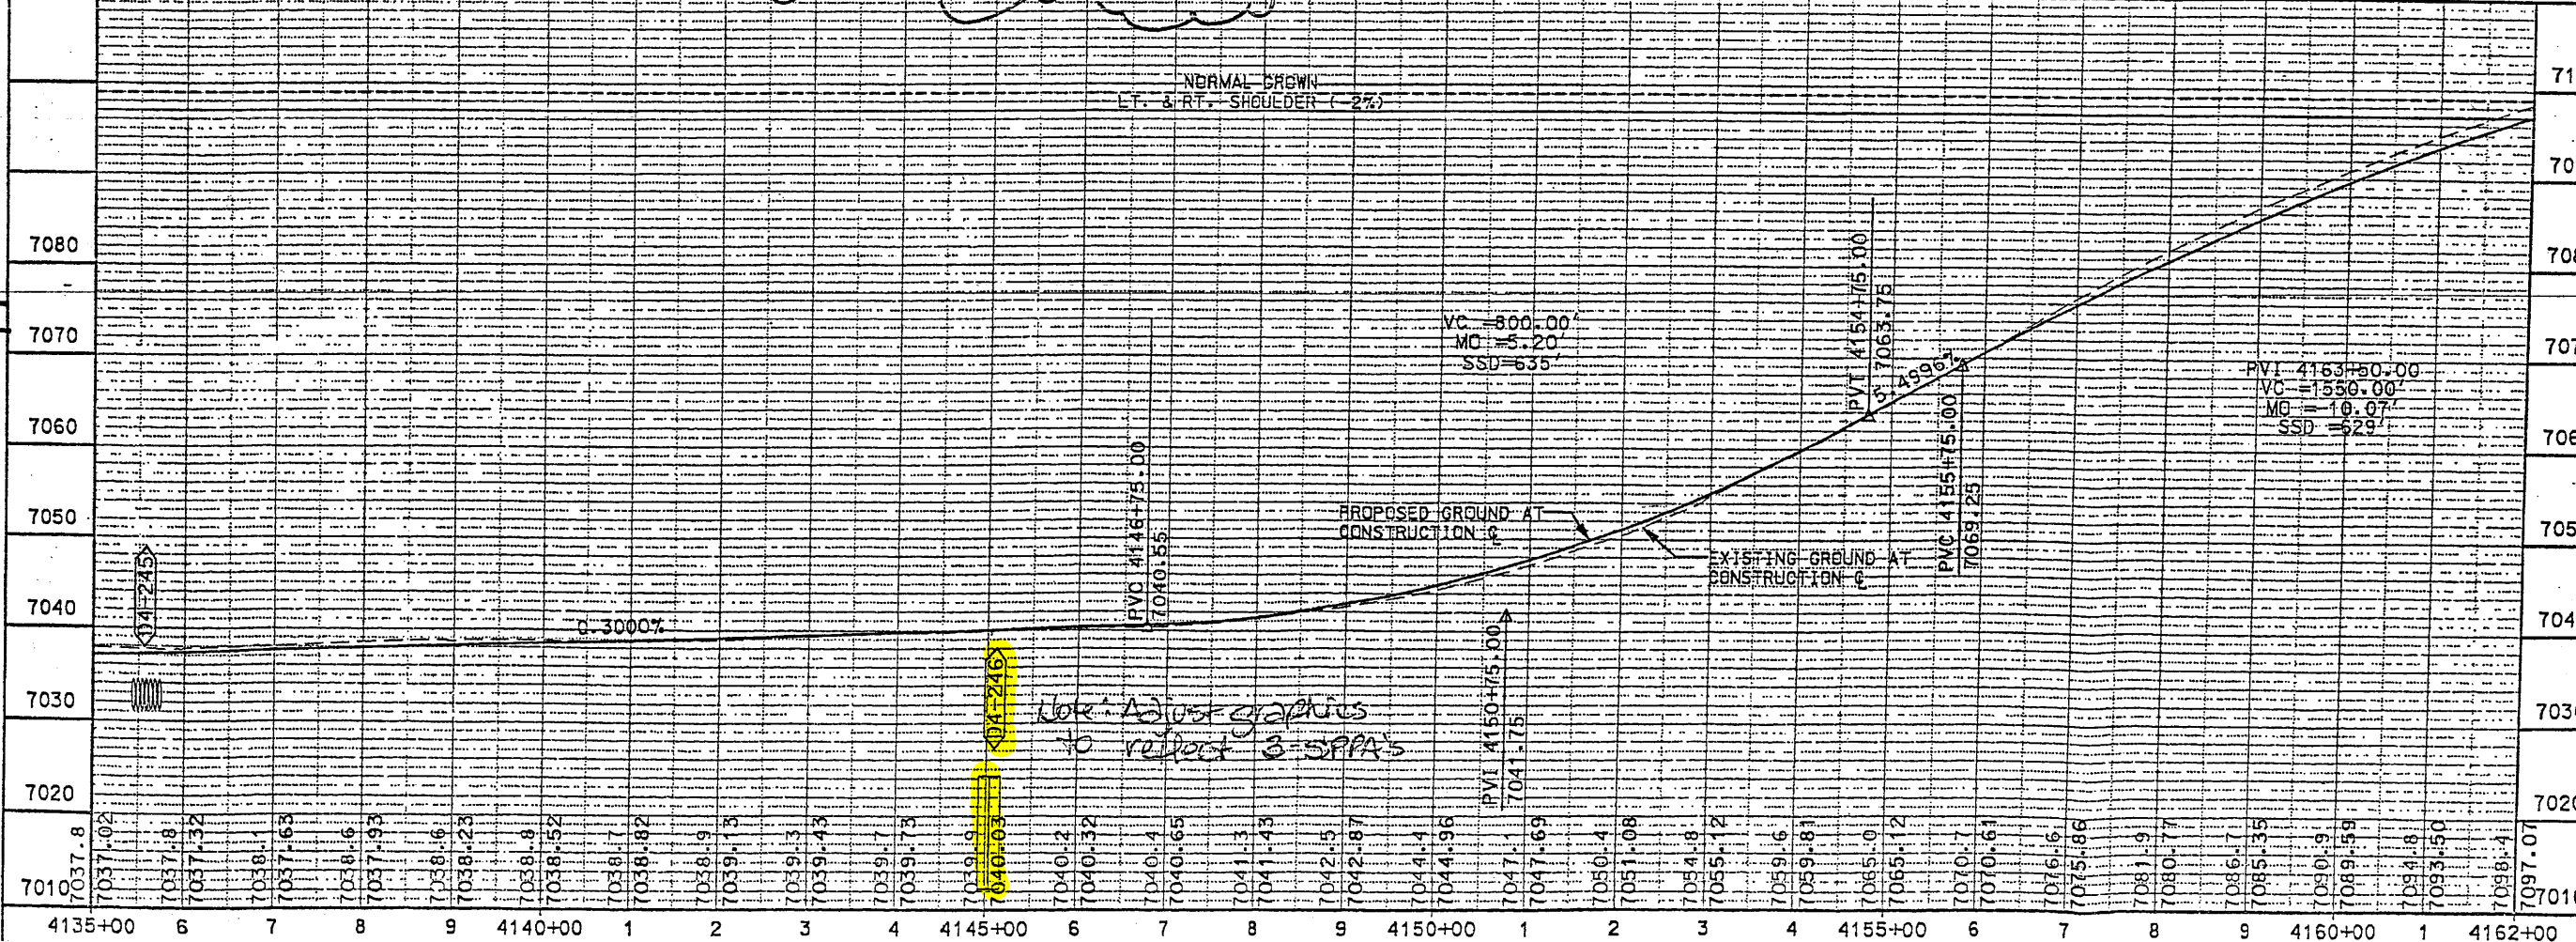 NORMAL CROWN
LT. & RT. SHOULDER (-2%)
7080
7070
7060
7050
7040
7030
7020
7010
VC =800.00'
MO =5.20'
SSD=635'
PVT 4154+75.00
7063.75
5.4996%
PVC 4155+75.00
7069.25
PVI 4163+50.00
VC =1550.00'
MO =-10.07'
SSD =629'
PVC 4146+75.00
7040.55
PROPOSED GROUND AT
CONSTRUCTION ℄
EXISTING GROUND AT
CONSTRUCTION ℄
D4-245
0.3000%
D4-246
Note: Adjust graphics
to reflect 3-SPPA's
PVI 4150+75.00
7041.75
7037.8 7037.8 7038.1 7038.6 7038.6 7038.8 7038.7 7038.9 7039.3 7039.7 7039.9 7040.2 7040.4 7041.3 7042.5 7044.4 7047.1 7050.4 7054.8 7059.6 7065.0 7070.7 7076.6 7081.9 7086.7 7090.9 7094.8 7098.4
7037.02 7037.32 7037.63 7037.93 7038.23 7038.52 7038.82 7039.13 7039.43 7039.73 7040.03 7040.32 7040.65 7041.43 7042.87 7044.96 7047.69 7051.08 7055.12 7059.81 7065.12 7070.61 7075.86 7080.77 7085.35 7089.59 7093.50 7097.07
4135+00 6 7 8 9 4140+00 1 2 3 4 4145+00 6 7 8 9 4150+00 1 2 3 4 4155+00 6 7 8 9 4160+00 1 4162+00